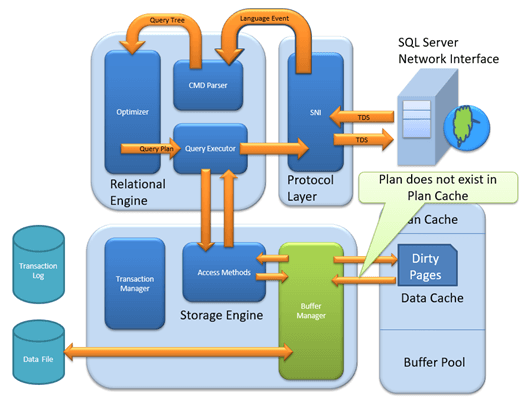 Query Tree
Language Event
SQL Server
Network Interface
CMD Parser
Optimizer
SNI
TDS
TDS
Query Plan
Query Executor
Relational
Engine
Protocol
Layer
Plan does not exist in
Plan Cache
an Cache
Transaction
Log
Transaction
Manager
Access Methods
Buffer
Manager
Dirty
Pages
Data Cache
Storage Engine
Data File
Buffer Pool